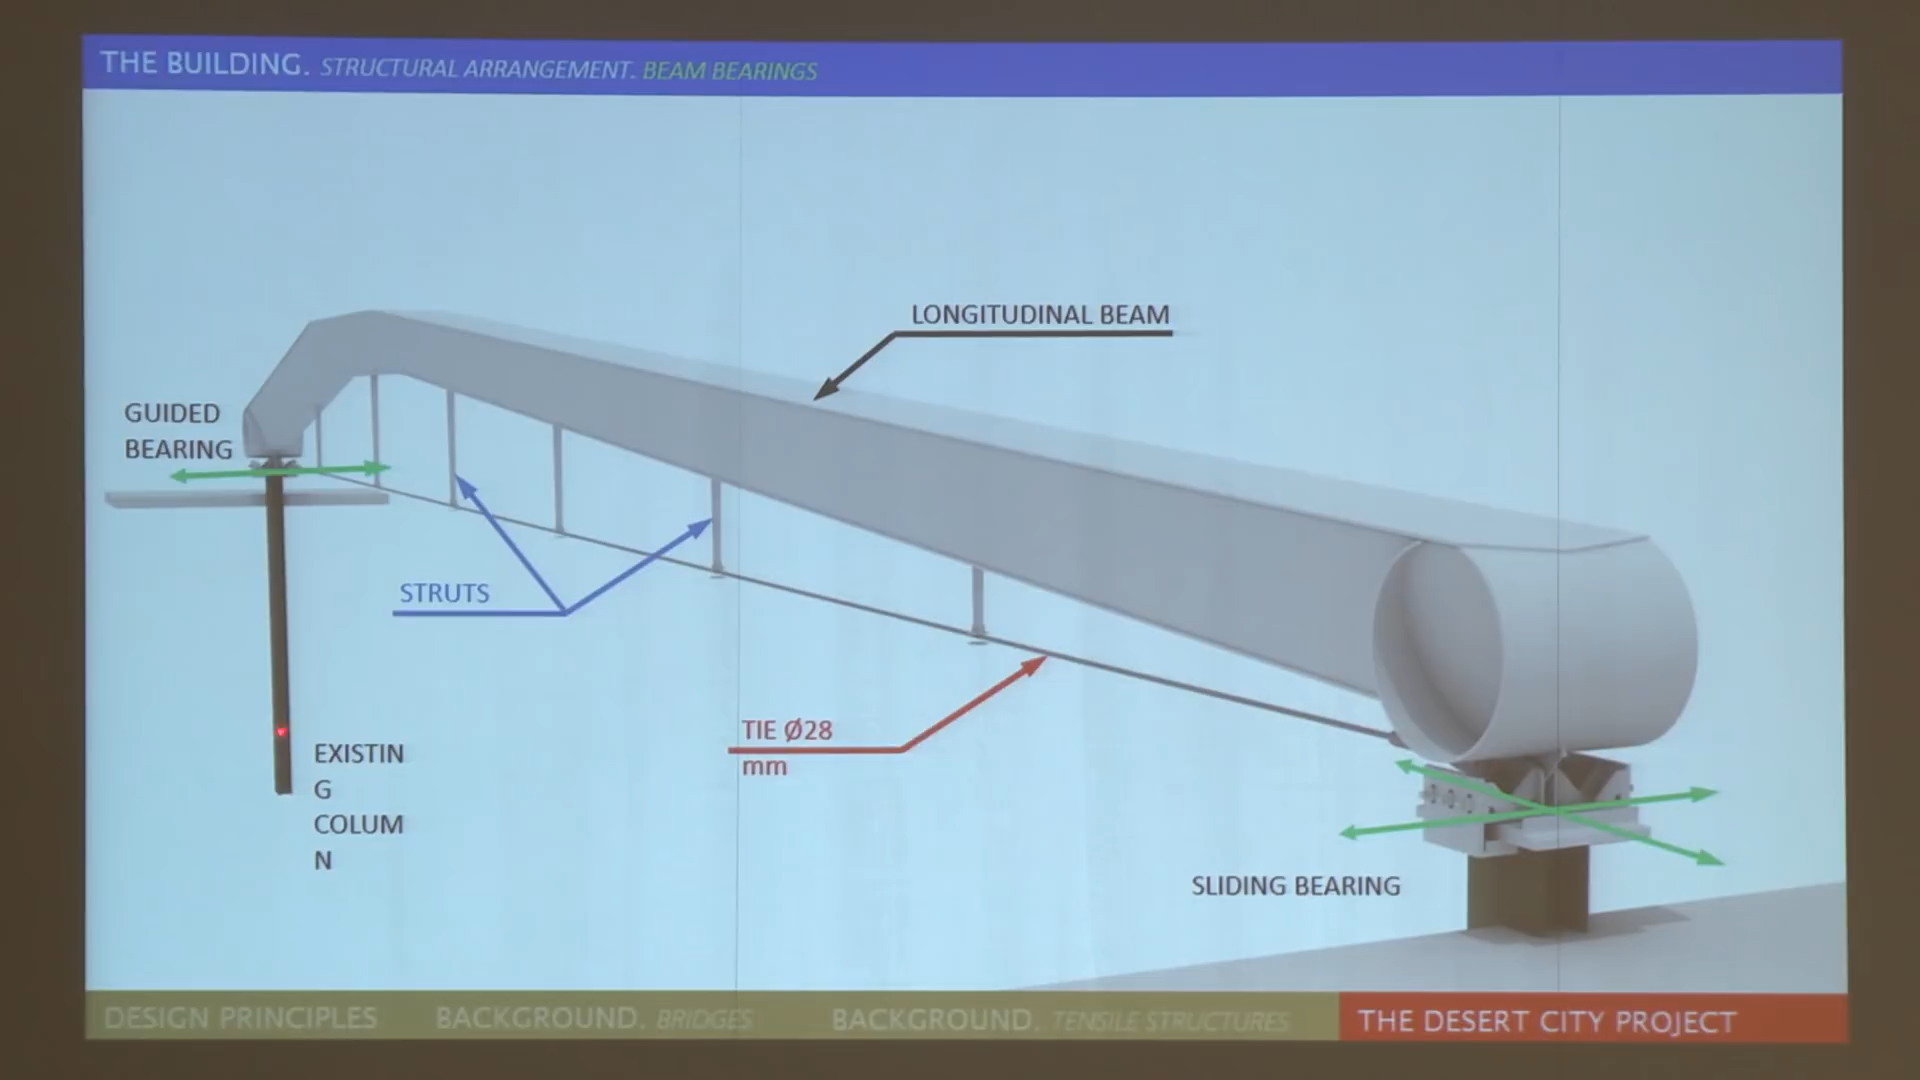 THE BUILDING. STRUCTURAL ARRANGEMENT. BEAM BEARINGS
LONGITUDINAL BEAM
GUIDED
BEARING
STRUTS
TIE Ø28
mm
EXISTIN
G
COLUM
N
SLIDING BEARING
DESIGN PRINCIPLES BACKGROUND. BRIDGES BACKGROUND. TENSILE STRUCTURES THE DESERT CITY PROJECT